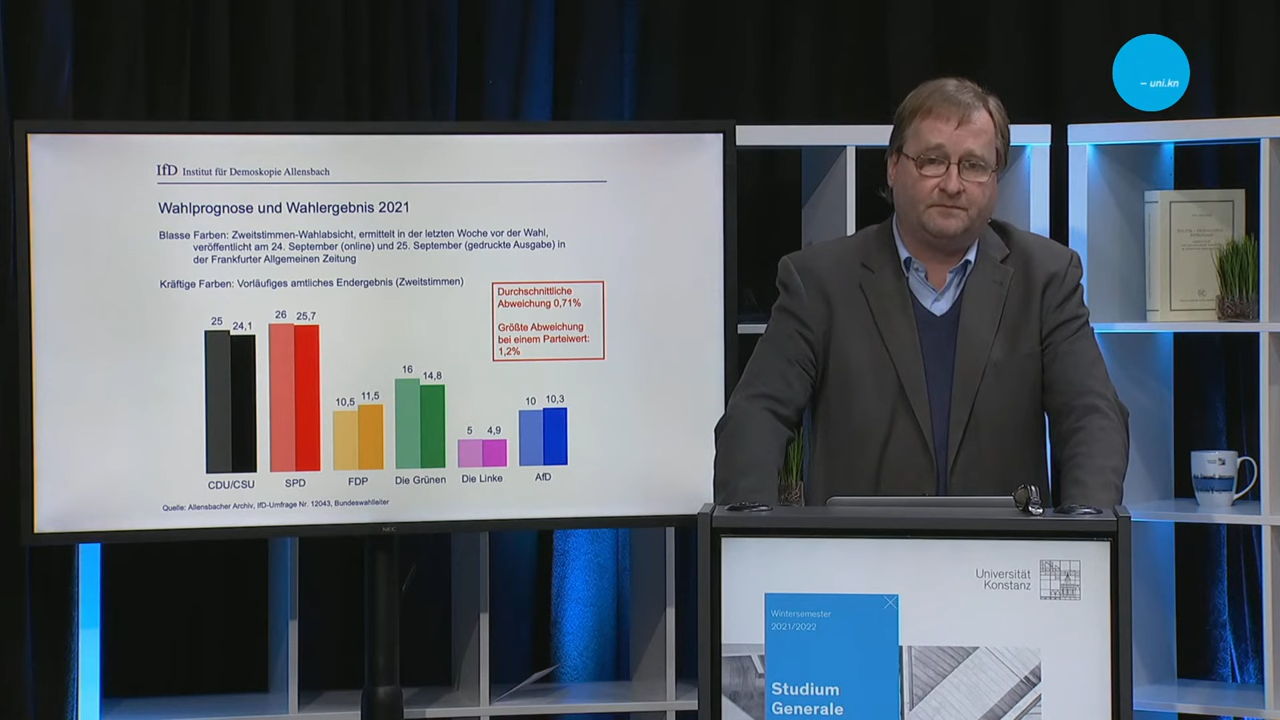 – uni.kn
IfD Institut für Demoskopie Allensbach
Wahlprognose und Wahlergebnis 2021
Blasse Farben: Zweitstimmen-Wahlabsicht, ermittelt in der letzten Woche vor der Wahl,
veröffentlicht am 24. September (online) und 25. September (gedruckte Ausgabe) in
der Frankfurter Allgemeinen Zeitung
Kräftige Farben: Vorläufiges amtliches Endergebnis (Zweitstimmen)
Durchschnittliche
Abweichung 0,71%
Größte Abweichung
bei einem Parteiwert:
1,2%
25 24,1 26 25,7 10,5 11,5 16 14,8 5 4,9 10 10,3
CDU/CSU SPD FDP Die Grünen Die Linke AfD
Quelle: Allensbacher Archiv, IfD-Umfrage Nr. 12043, Bundeswahlleiter
NEC
Universität
Konstanz
Wintersemester
2021/2022
Studium
Generale